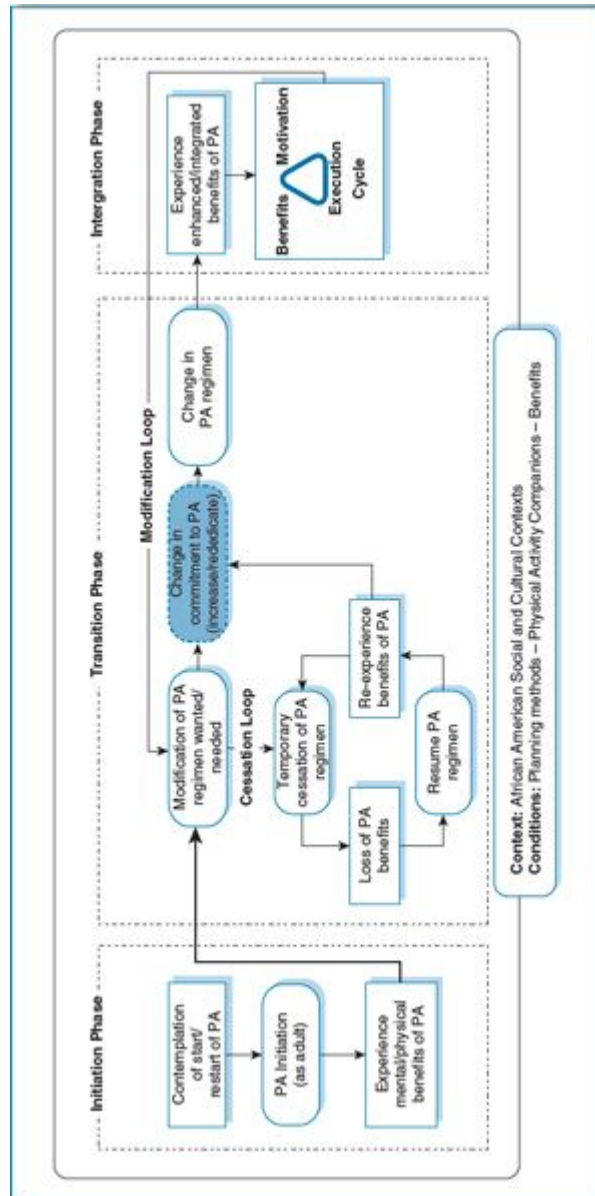 Initiation Phase
Contemplation
of start/
restart of PA
PA Initiation
(as adult)
Experience
mental/physical
benefits of PA
Transition Phase
Modification Loop
Modification of PA
regimen wanted/
needed
Change in
commitment to PA
(increase/rededicate)
Change in
PA regimen
Cessation Loop
Temporary
cessation of PA
regimen
Re-experience
benefits of PA
Loss of PA
benefits
Resume PA
regimen
Intergration Phase
Experience
enhanced/integrated
benefits of PA
Benefits Motivation
Execution
Cycle
Context: African American Social and Cultural Contexts
Conditions: Planning methods – Physical Activity Companions – Benefits